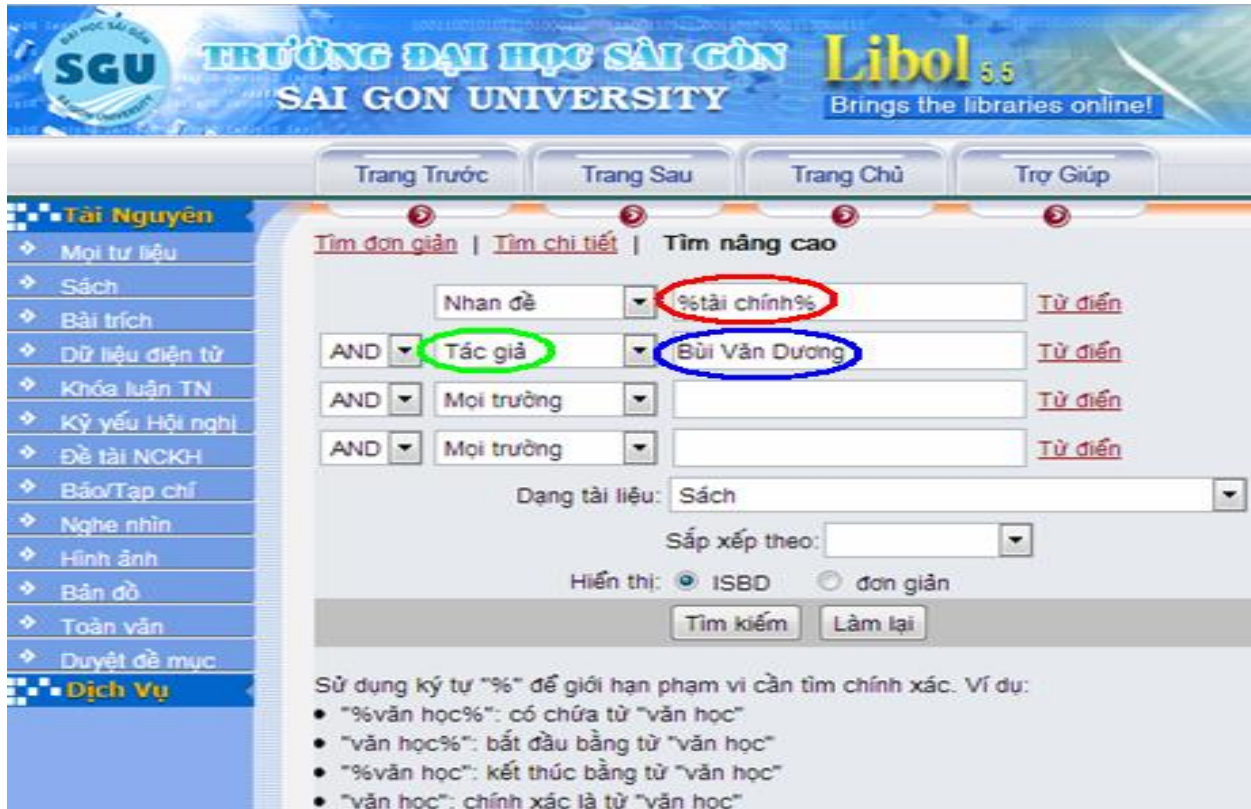 ĐẠI HỌC SÀI GÒN
SGU
SAI GON UNIVERSITY
TRƯỜNG ĐẠI HỌC SÀI GÒN
SAI GON UNIVERSITY
Libol 5.5
Brings the libraries online!
Trang Trước Trang Sau Trang Chủ Trợ Giúp
Tài Nguyên
Mọi tư liệu
Sách
Bài trích
Dữ liệu điện tử
Khóa luận TN
Kỷ yếu Hội nghị
Đề tài NCKH
Báo/Tạp chí
Nghe nhìn
Hình ảnh
Bản đồ
Toàn văn
Duyệt đề mục
Dịch Vụ
Tìm đơn giản | Tìm chi tiết | Tìm nâng cao
Nhan đề %tài chính% Từ điển
AND Tác giả Bùi Văn Dương Từ điển
AND Mọi trường Từ điển
AND Mọi trường Từ điển
Dạng tài liệu: Sách
Sắp xếp theo:
Hiển thị: ISBD đơn giản
Tìm kiếm Làm lại
Sử dụng ký tự "%" để giới hạn phạm vi cần tìm chính xác. Ví dụ:
• "%văn học%": có chứa từ "văn học"
• "văn học%": bắt đầu bằng từ "văn học"
• "%văn học": kết thúc bằng từ "văn học"
• "văn học": chính xác là từ "văn học"